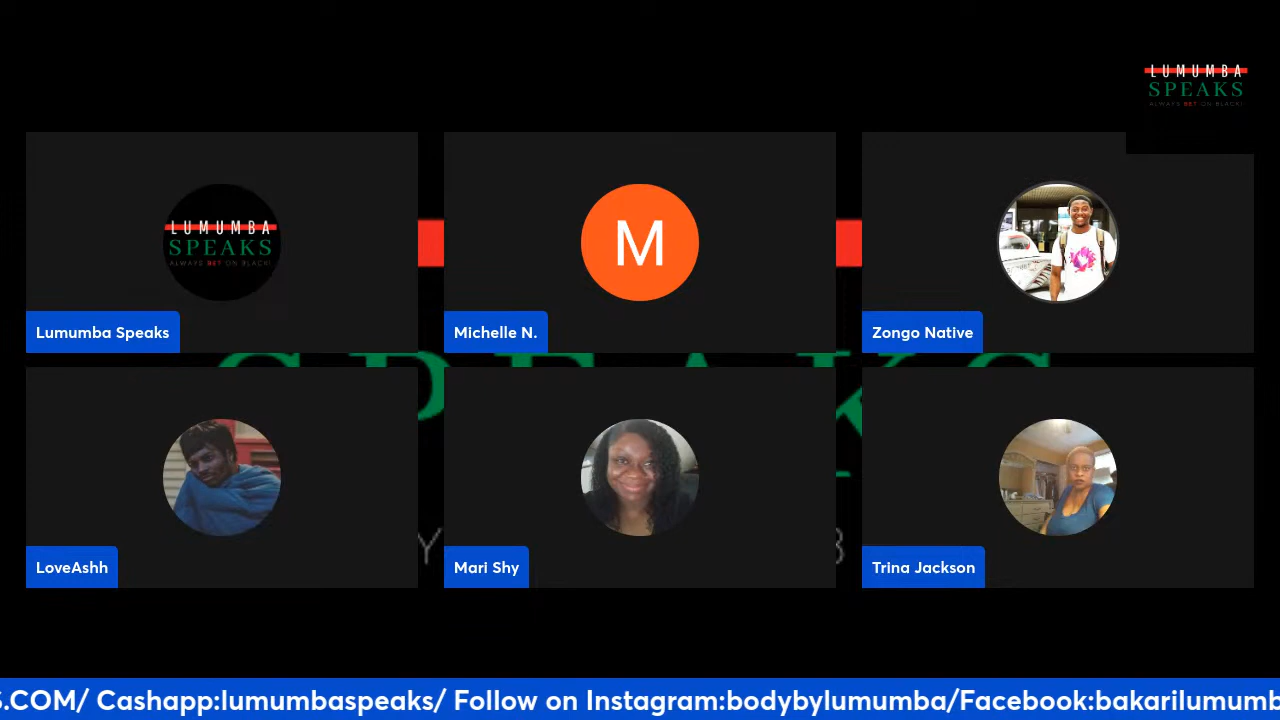 LUMUMBA
SPEAKS
ALWAYS BET ON BLACK!
LUMUMBA
SPEAKS
ALWAYS BET ON BLACK!
M
Lumumba Speaks
Michelle N.
Zongo Native
SPEAKS
LoveAshh
Mari Shy
Trina Jackson
S.COM/ Cashapp:lumumbaspeaks/ Follow on Instagram:bodybylumumba/Facebook:bakarilumumb